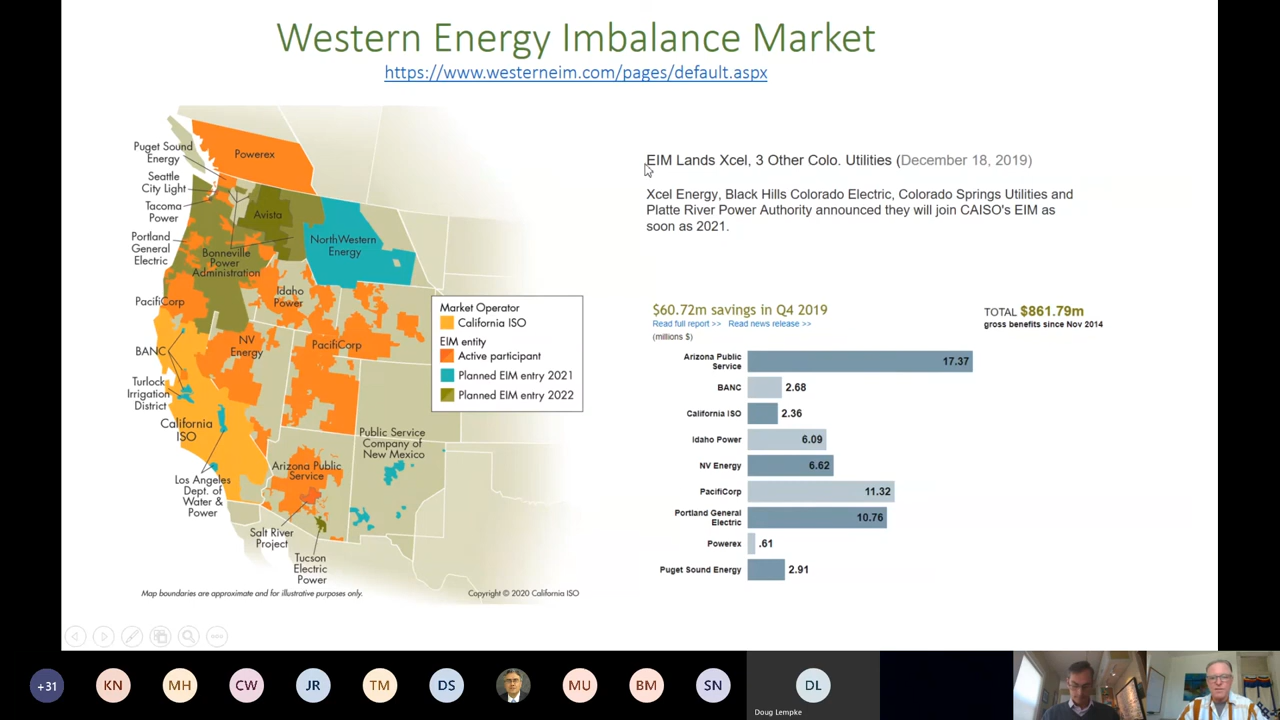 Western Energy Imbalance Market
https://www.westerneim.com/pages/default.aspx
Puget Sound
Energy
Seattle
City Light
Tacoma
Power
Portland
General
Electric
PacifiCorp
BANC
Turlock
Irrigation
District
California
ISO
Los Angeles
Dept. of
Water &
Power
Powerex
Avista
NorthWestern
Energy
Bonneville
Power
Administration
Idaho
Power
NV
Energy
PacifiCorp
Arizona Public
Service
Public Service
Company of
New Mexico
Salt River
Project
Tucson
Electric
Power
Market Operator
California ISO
EIM entity
Active participant
Planned EIM entry 2021
Planned EIM entry 2022
Map boundaries are approximate and for illustrative purposes only.
Copyright © 2020 California ISO
EIM Lands Xcel, 3 Other Colo. Utilities (December 18, 2019)
Xcel Energy, Black Hills Colorado Electric, Colorado Springs Utilities and
Platte River Power Authority announced they will join CAISO's EIM as
soon as 2021.
$60.72m savings in Q4 2019
Read full report >> Read news release >>
(millions $)
TOTAL $861.79m
gross benefits since Nov 2014
Arizona Public
Service
17.37
BANC 2.68
California ISO 2.36
Idaho Power 6.09
NV Energy 6.62
PacifiCorp 11.32
Portland General
Electric
10.76
Powerex .61
Puget Sound Energy 2.91
+31
KN
MH
CW
JR
TM
DS
MU
BM
SN
DL
Doug Lempke